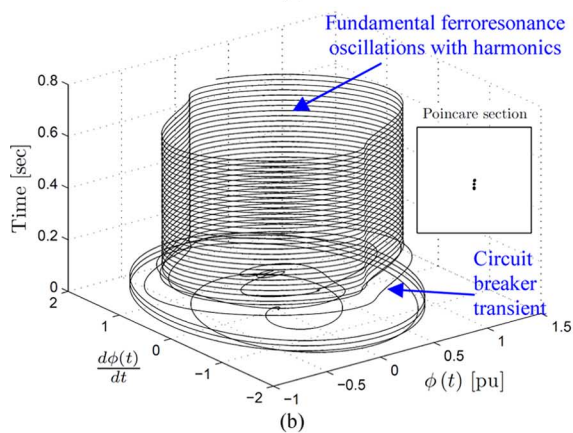 Fundamental ferroresonance
oscillations with harmonics
Poincare section
Time [sec]
0.8
0.6
0.4
0.2
0
2
1
0
−1
−2
dϕ(t)
dt
Circuit
breaker
transient
−1
−0.5
0
0.5
1
1.5
ϕ(t) [pu]
(b)